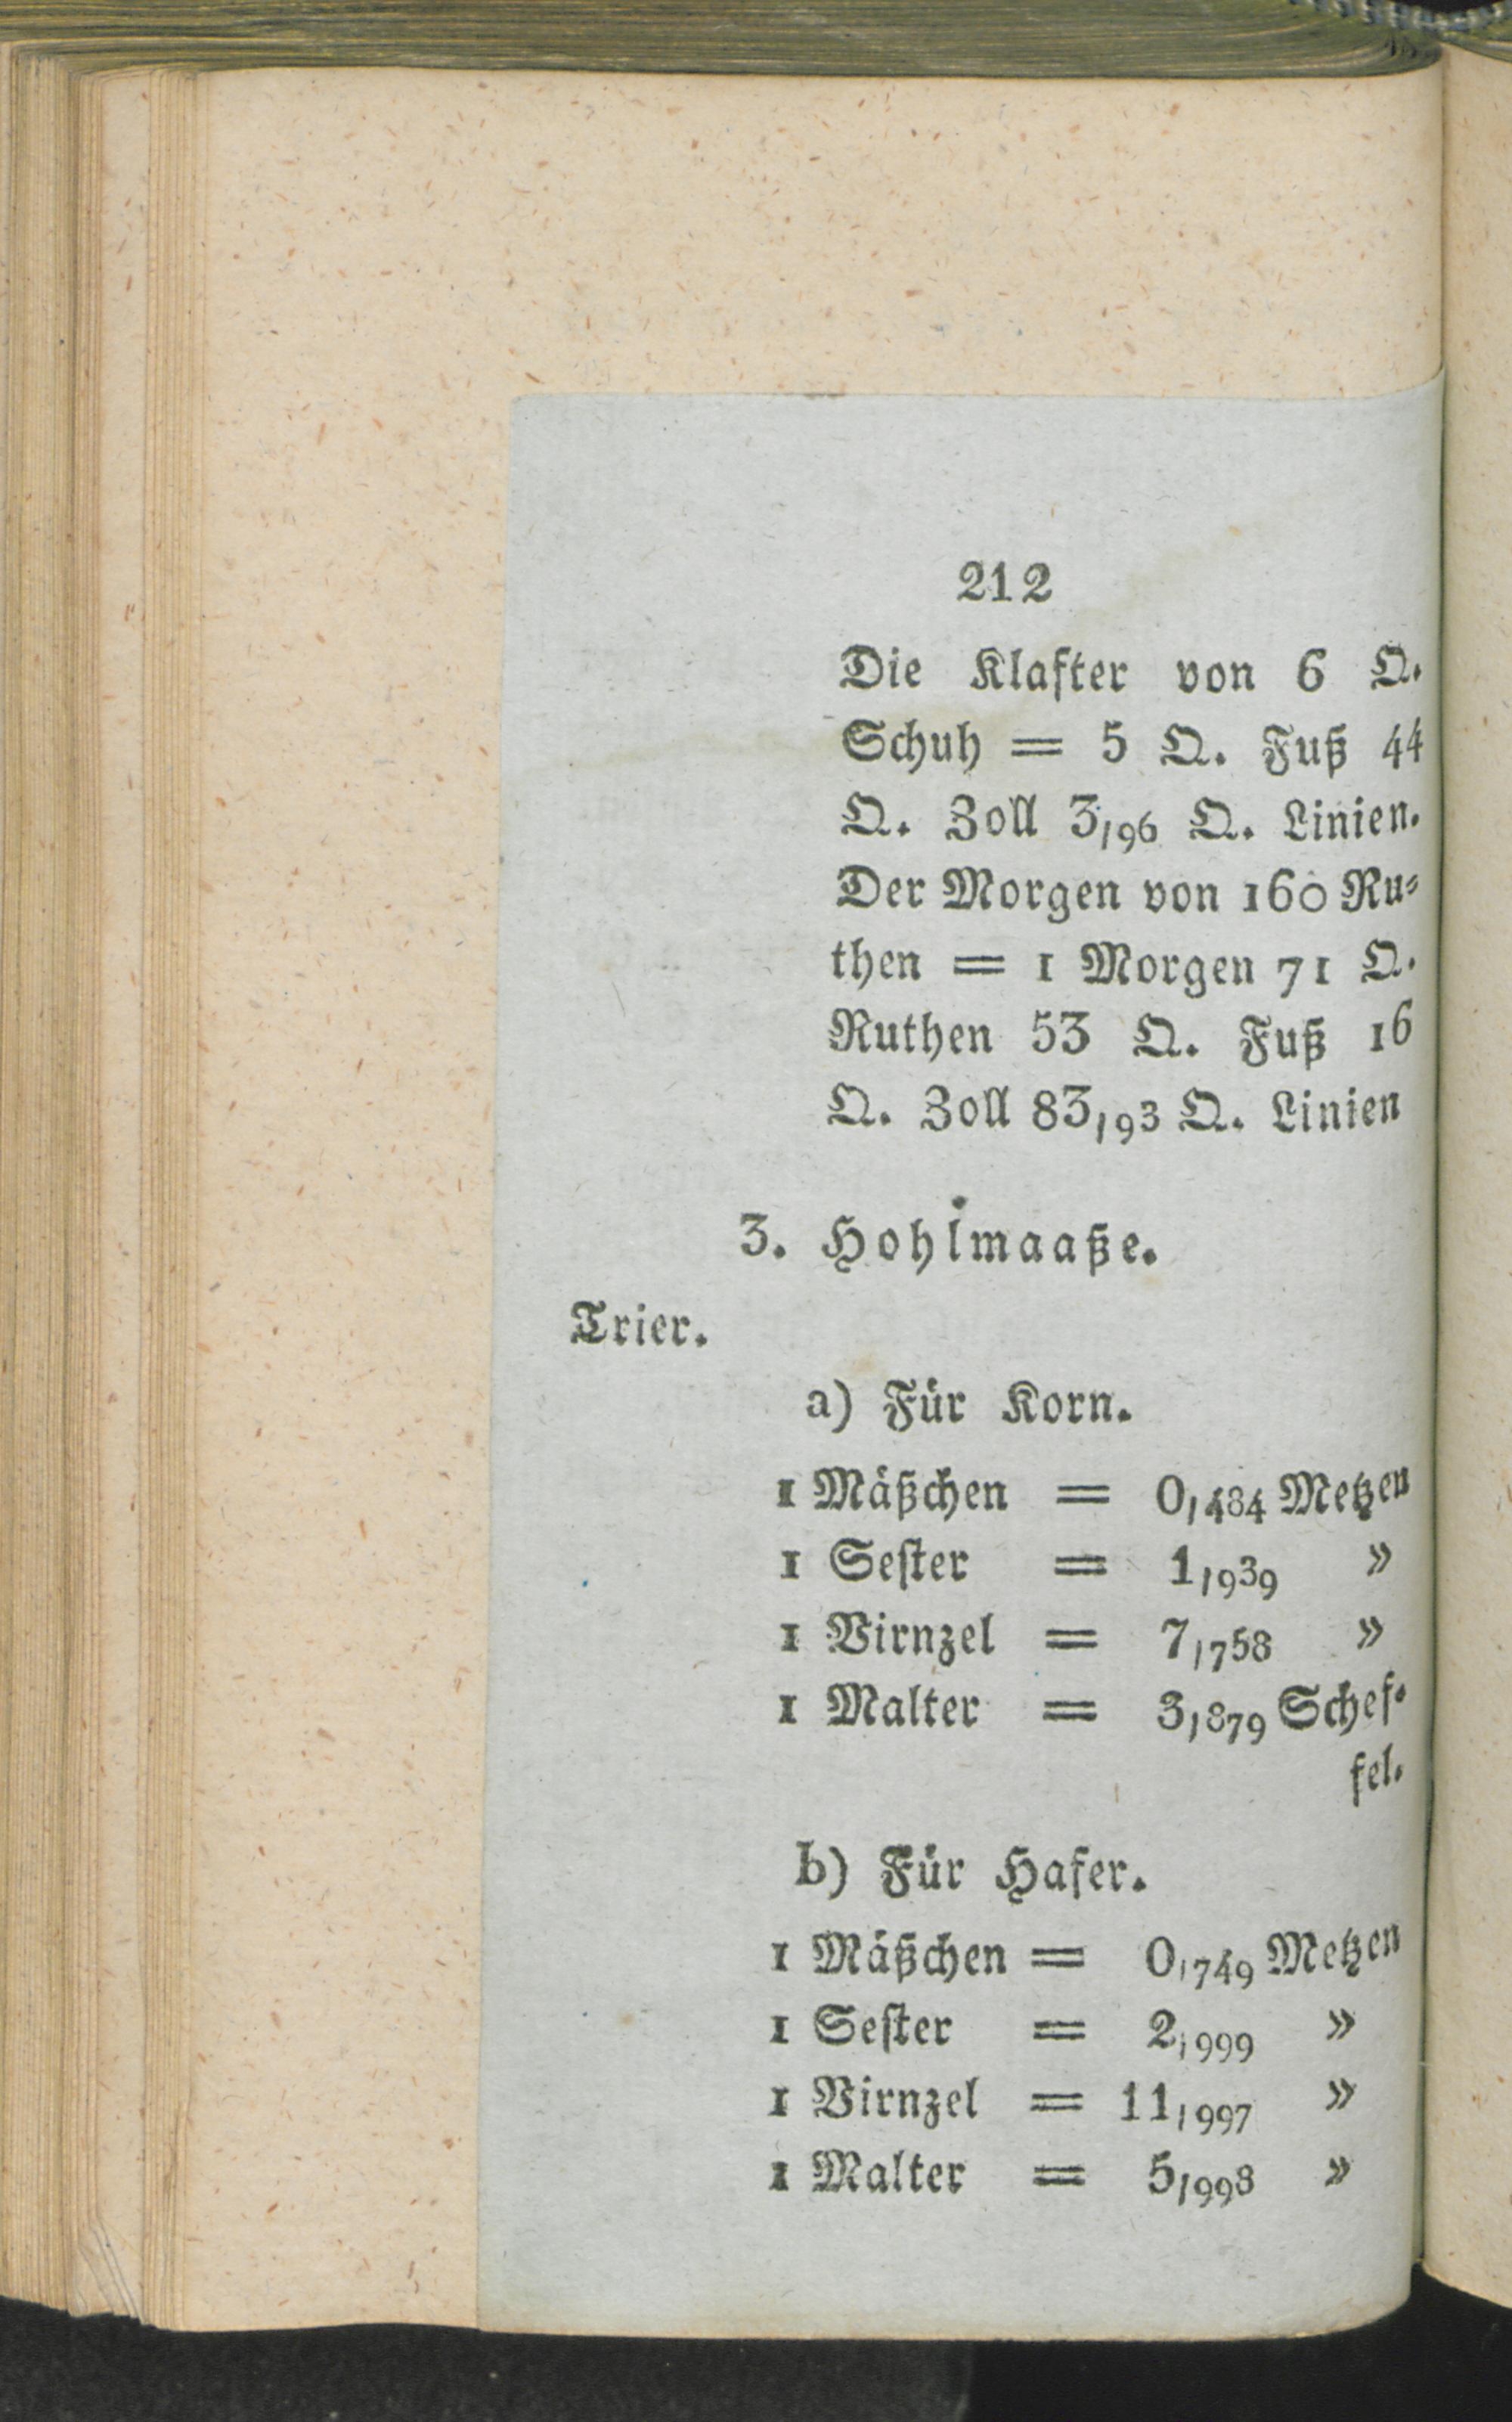 212
Die Klafter von 6 Q.
Schuh = 5 Q. Fuß 44
Q. Zoll 3,96 Q. Linien.
Der Morgen von 160 Ru⸗
then = 1 Morgen 71 Q.
Ruthen 53 Q. Fuß 16
Q. Zoll 83,93 Q. Linien
3. Hohlmaaße.
Trier.
a) Für Korn.
1 Mäßchen = 0,484 Metzen
1 Seſter = 1,939 »
1 Virnzel = 7,758 »
1 Malter = 3,879 Schef⸗
fel.
b) Für Hafer.
1 Mäßchen = 0,749 Metzen
1 Seſter = 2,999 »
1 Virnzel = 11,997 »
1 Malter = 5,998 »